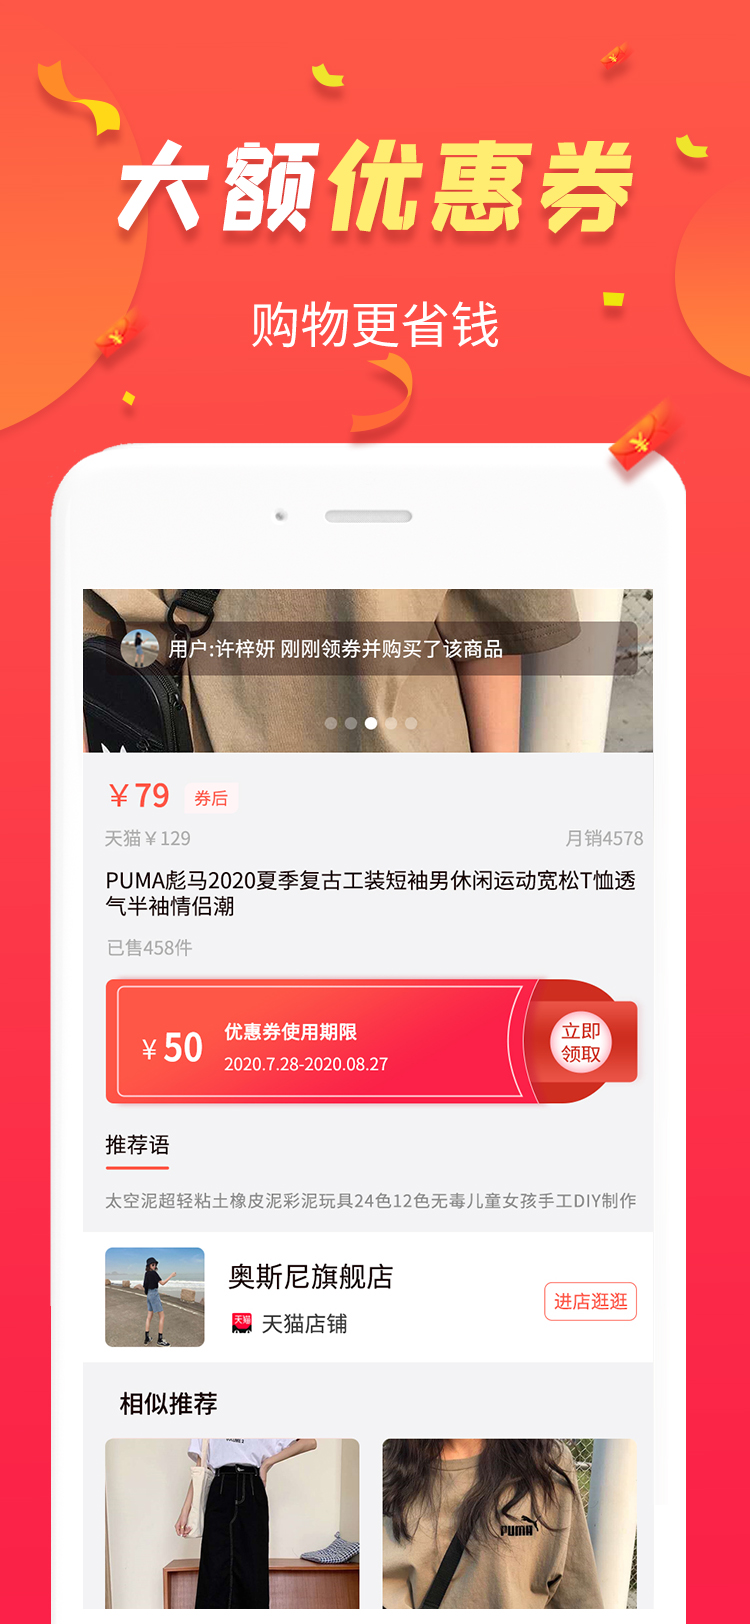 大额优惠券
购物更省钱
用户:许梓妍 刚刚领券并购买了该商品
￥79 券后
天猫￥129 月销4578
PUMA彪马2020夏季复古工装短袖男休闲运动宽松T恤透
气半袖情侣潮
已售458件
￥50
优惠券使用期限
2020.7.28-2020.08.27
立即
领取
推荐语
太空泥超轻粘土橡皮泥彩泥玩具24色12色无毒儿童女孩手工DIY制作
奥斯尼旗舰店
天猫 天猫店铺
进店逛逛
相似推荐
PUMA